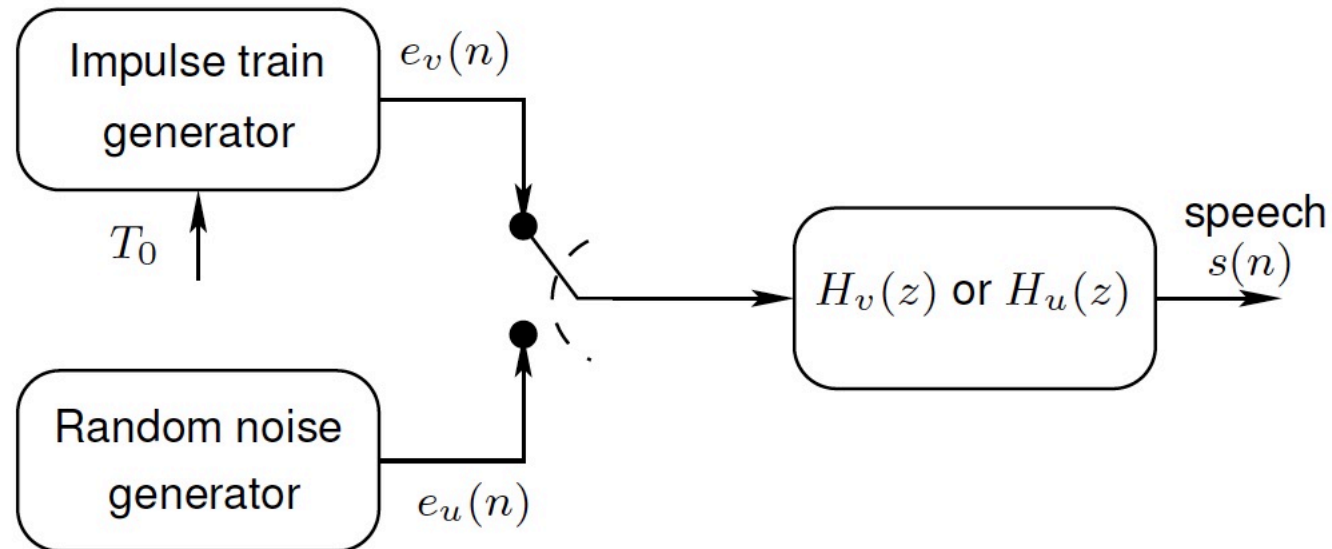 Impulse train
generator
e_v(n)
T_0
Random noise
generator
e_u(n)
H_v(z) or H_u(z)
speech
s(n)